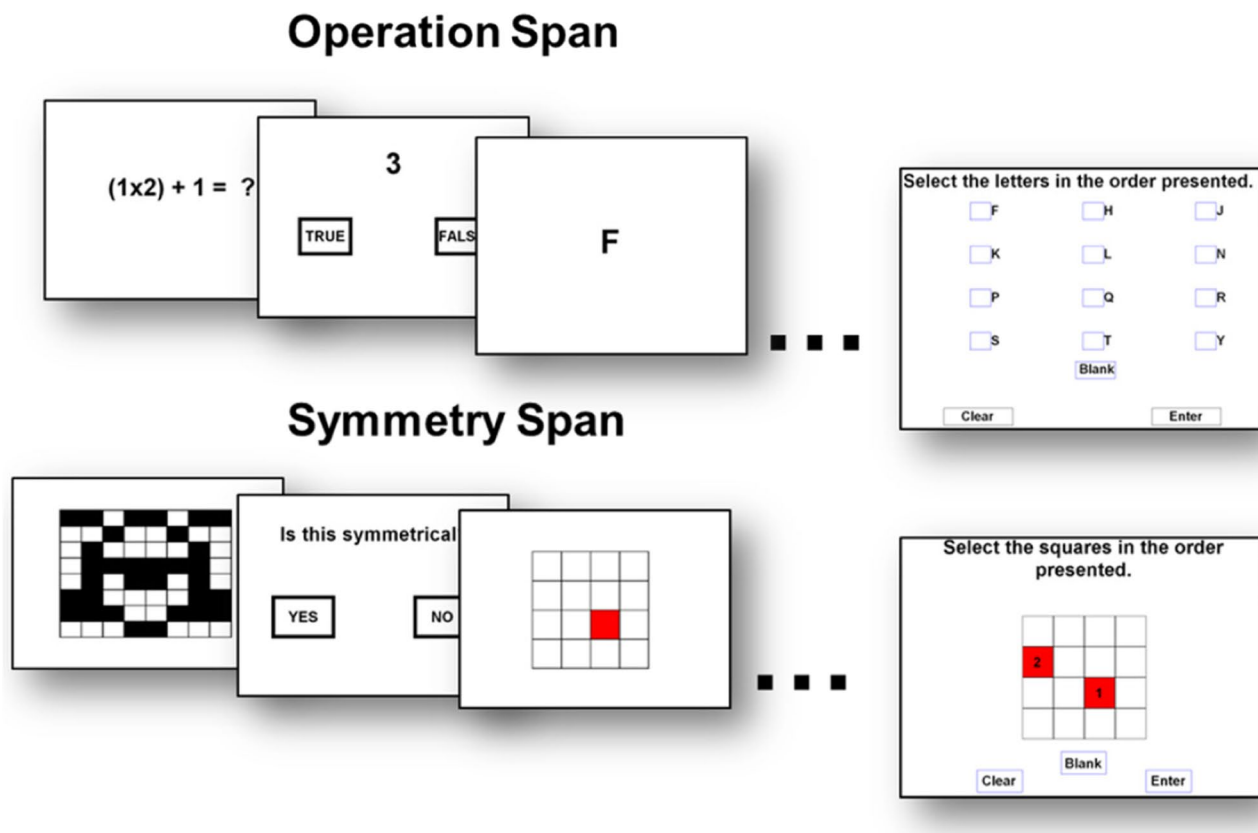 Operation Span
(1x2) + 1 = ?
3
TRUE
FALS
F
Select the letters in the order presented.
F H J
K L N
P Q R
S T Y
Blank
Clear Enter
Symmetry Span
Is this symmetrical
YES
NO
Select the squares in the order
presented.
2
1
Blank
Clear Enter